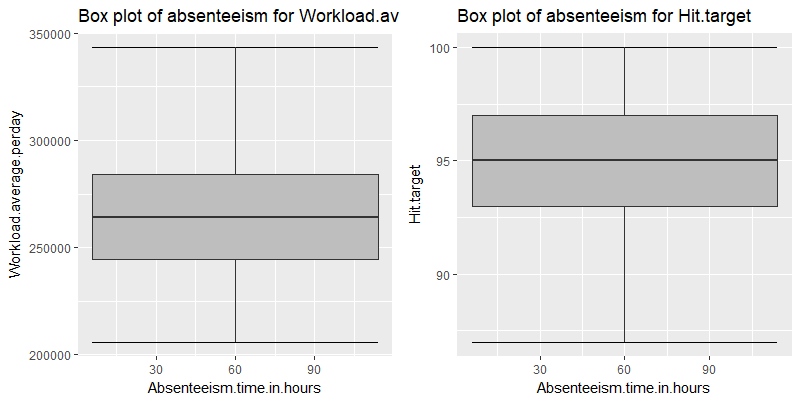 Box plot of absenteeism for Workload.av
350000
300000
250000
200000
Workload.average.perday
30 60 90
Absenteeism.time.in.hours
Box plot of absenteeism for Hit.target
100
95
90
Hit.target
30 60 90
Absenteeism.time.in.hours